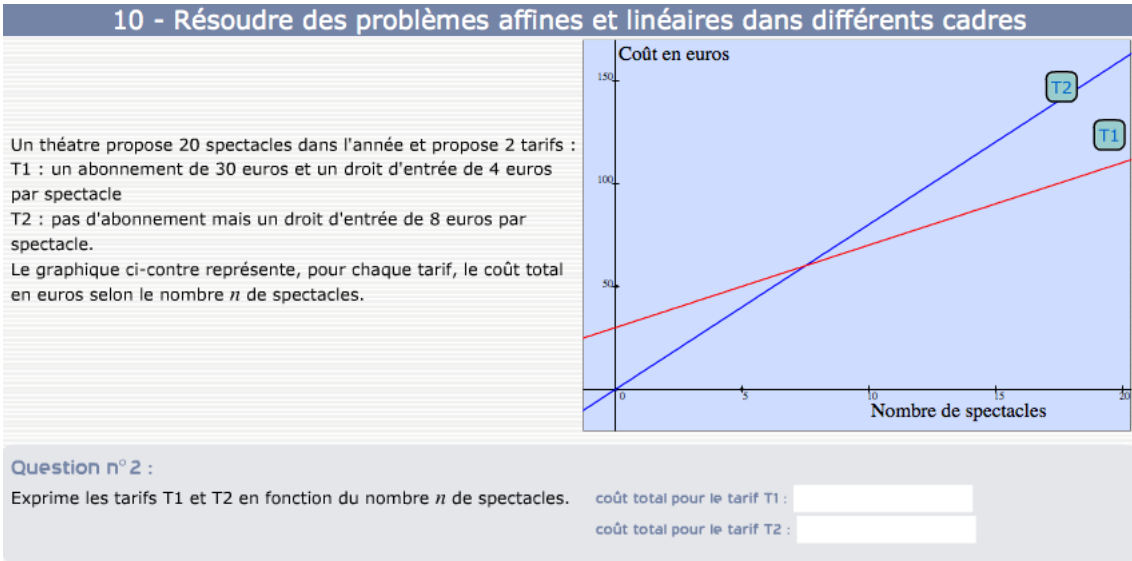 10 - Résoudre des problèmes affines et linéaires dans différents cadres
Un théatre propose 20 spectacles dans l'année et propose 2 tarifs :
T1 : un abonnement de 30 euros et un droit d'entrée de 4 euros
par spectacle
T2 : pas d'abonnement mais un droit d'entrée de 8 euros par
spectacle.
Le graphique ci-contre représente, pour chaque tarif, le coût total
en euros selon le nombre n de spectacles.
Coût en euros
150
T2
T1
100
50
0 5 10 15 20
Nombre de spectacles
Question n°2 :
Exprime les tarifs T1 et T2 en fonction du nombre n de spectacles.
coût total pour le tarif T1 :
coût total pour le tarif T2 :